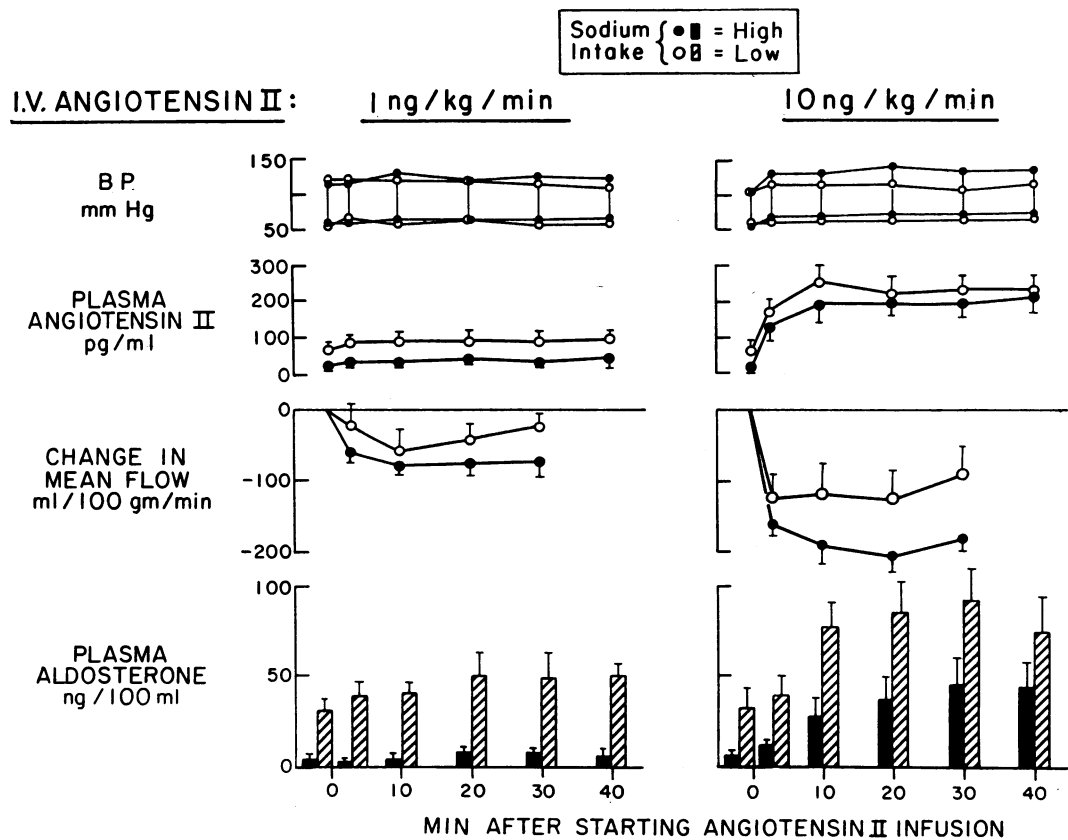 Sodium { ● ■ = High
Intake { ○ ▨ = Low
I.V. ANGIOTENSIN II: 1 ng/kg/min 10 ng/kg/min
B.P.
mm Hg
150
50
PLASMA
ANGIOTENSIN II
pg/ml
300
200
100
0
CHANGE IN
MEAN FLOW
ml/100 gm/min
0
-100
-200
PLASMA
ALDOSTERONE
ng/100 ml
100
50
0
0 10 20 30 40 0 10 20 30 40
MIN AFTER STARTING ANGIOTENSIN II INFUSION